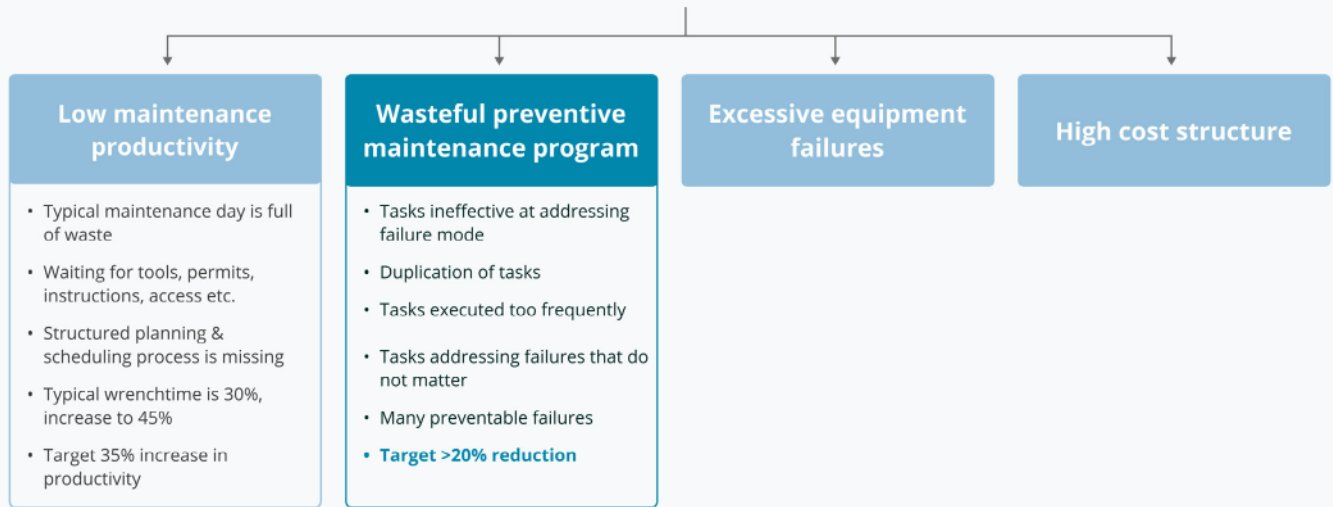 Low maintenance
productivity
• Typical maintenance day is full
of waste
• Waiting for tools, permits,
instructions, access etc.
• Structured planning &
scheduling process is missing
• Typical wrenchtime is 30%,
increase to 45%
• Target 35% increase in
productivity
Wasteful preventive
maintenance program
• Tasks ineffective at addressing
failure mode
• Duplication of tasks
• Tasks executed too frequently
• Tasks addressing failures that do
not matter
• Many preventable failures
• Target >20% reduction
Excessive equipment
failures
High cost structure